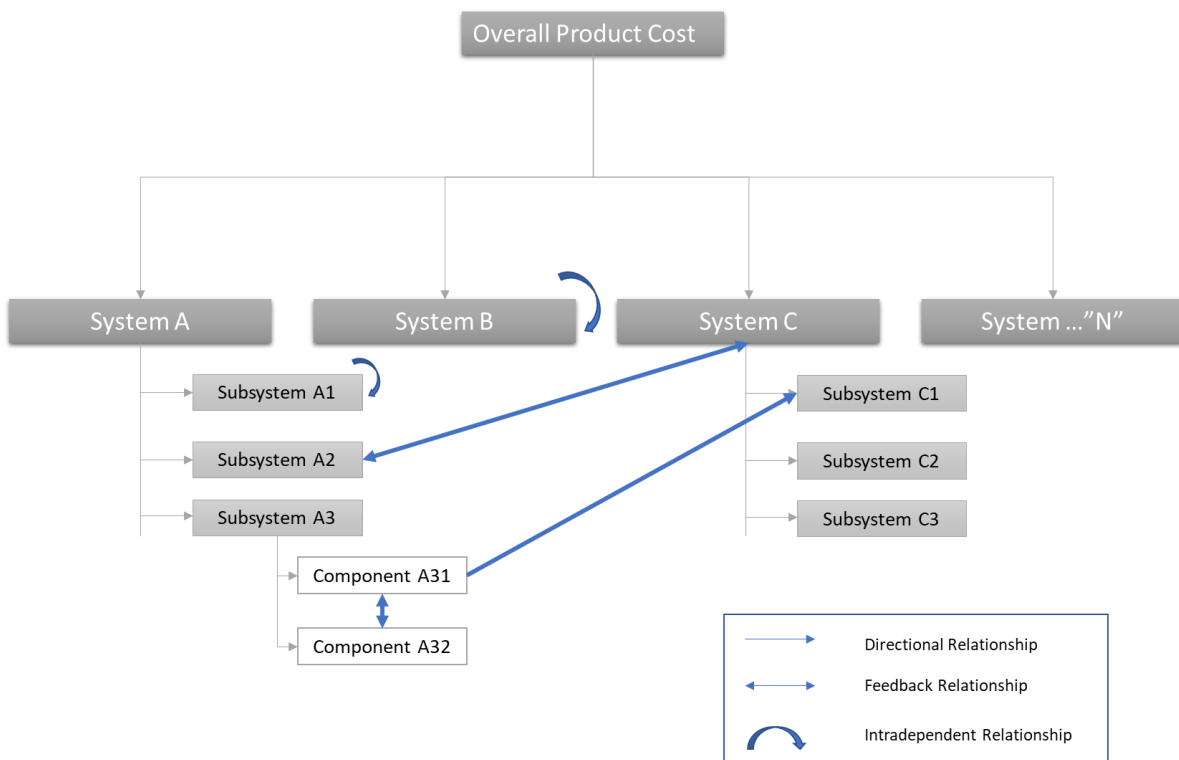 Overall Product Cost
System A
System B
System C
System ...”N”
Subsystem A1
Subsystem A2
Subsystem A3
Component A31
Component A32
Subsystem C1
Subsystem C2
Subsystem C3
Directional Relationship
Feedback Relationship
Intradependent Relationship